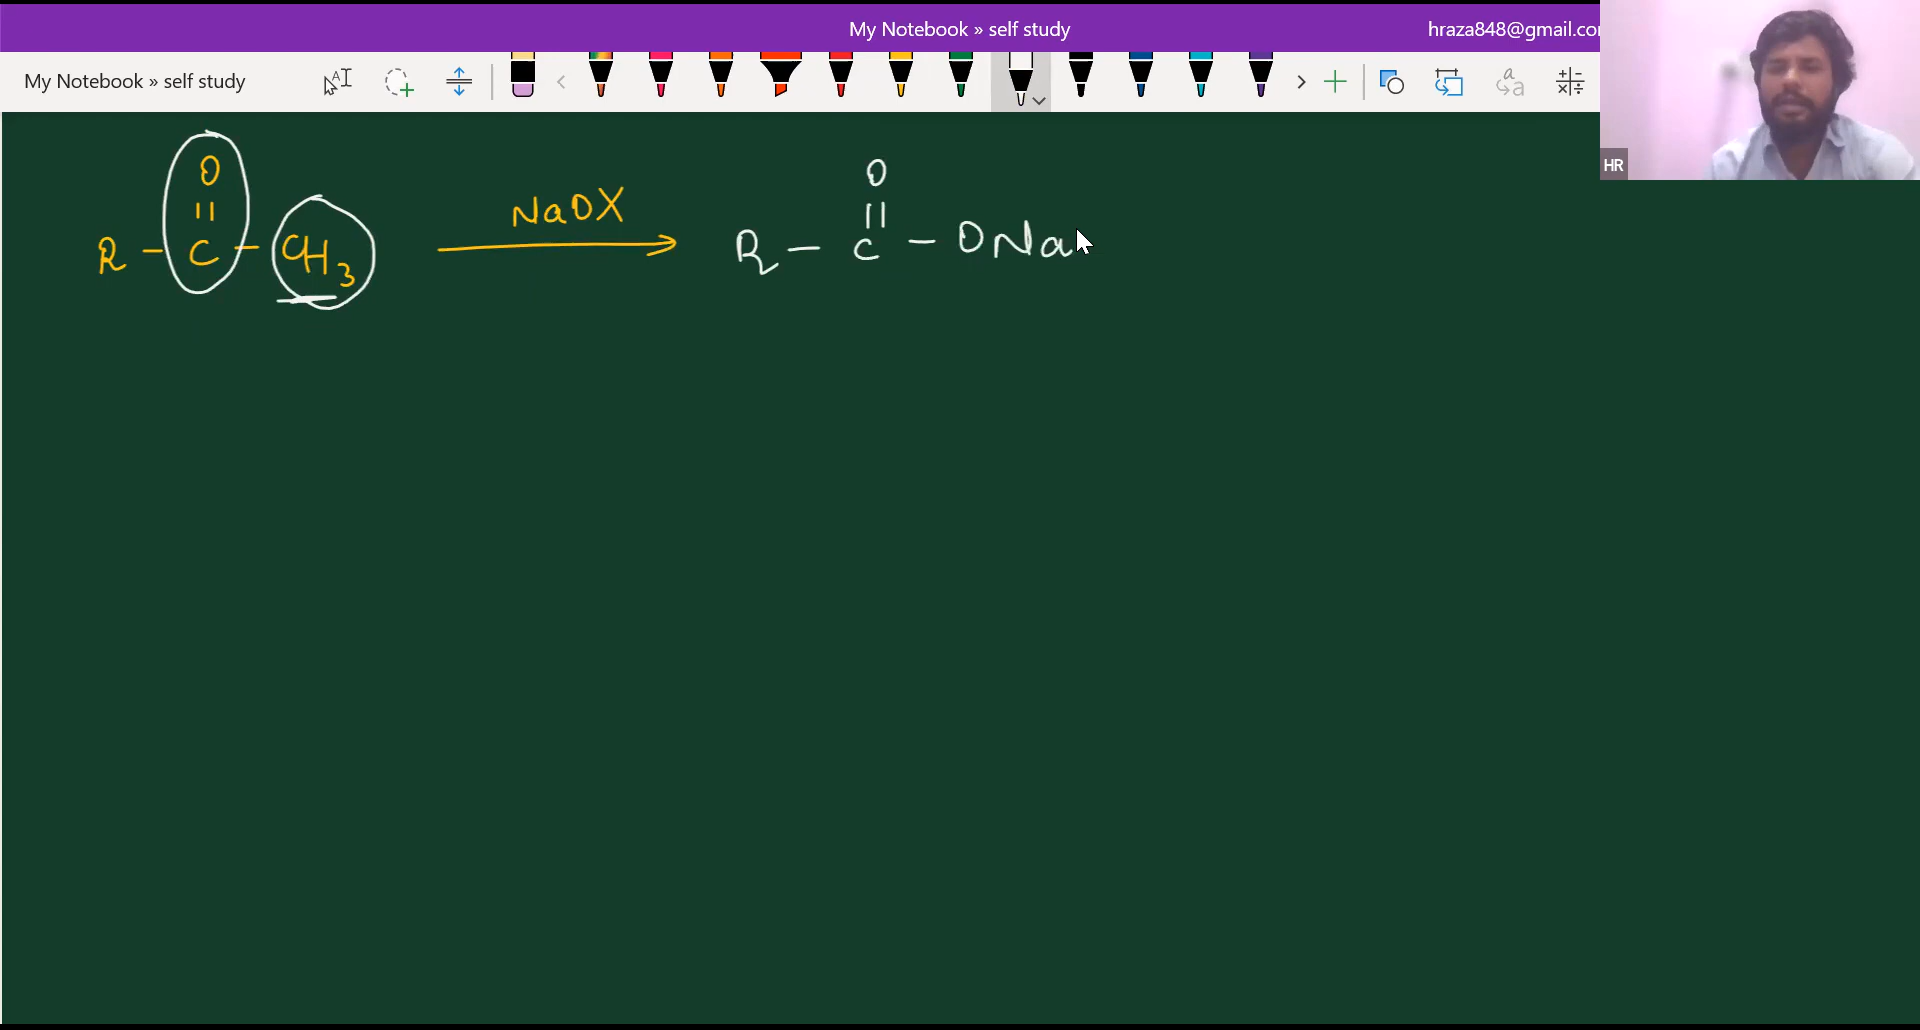 My Notebook » self study
hraza848@gmail.co
My Notebook » self study
HR
O
||
R - C - CH3
NaOX
O
||
R - C - ONa